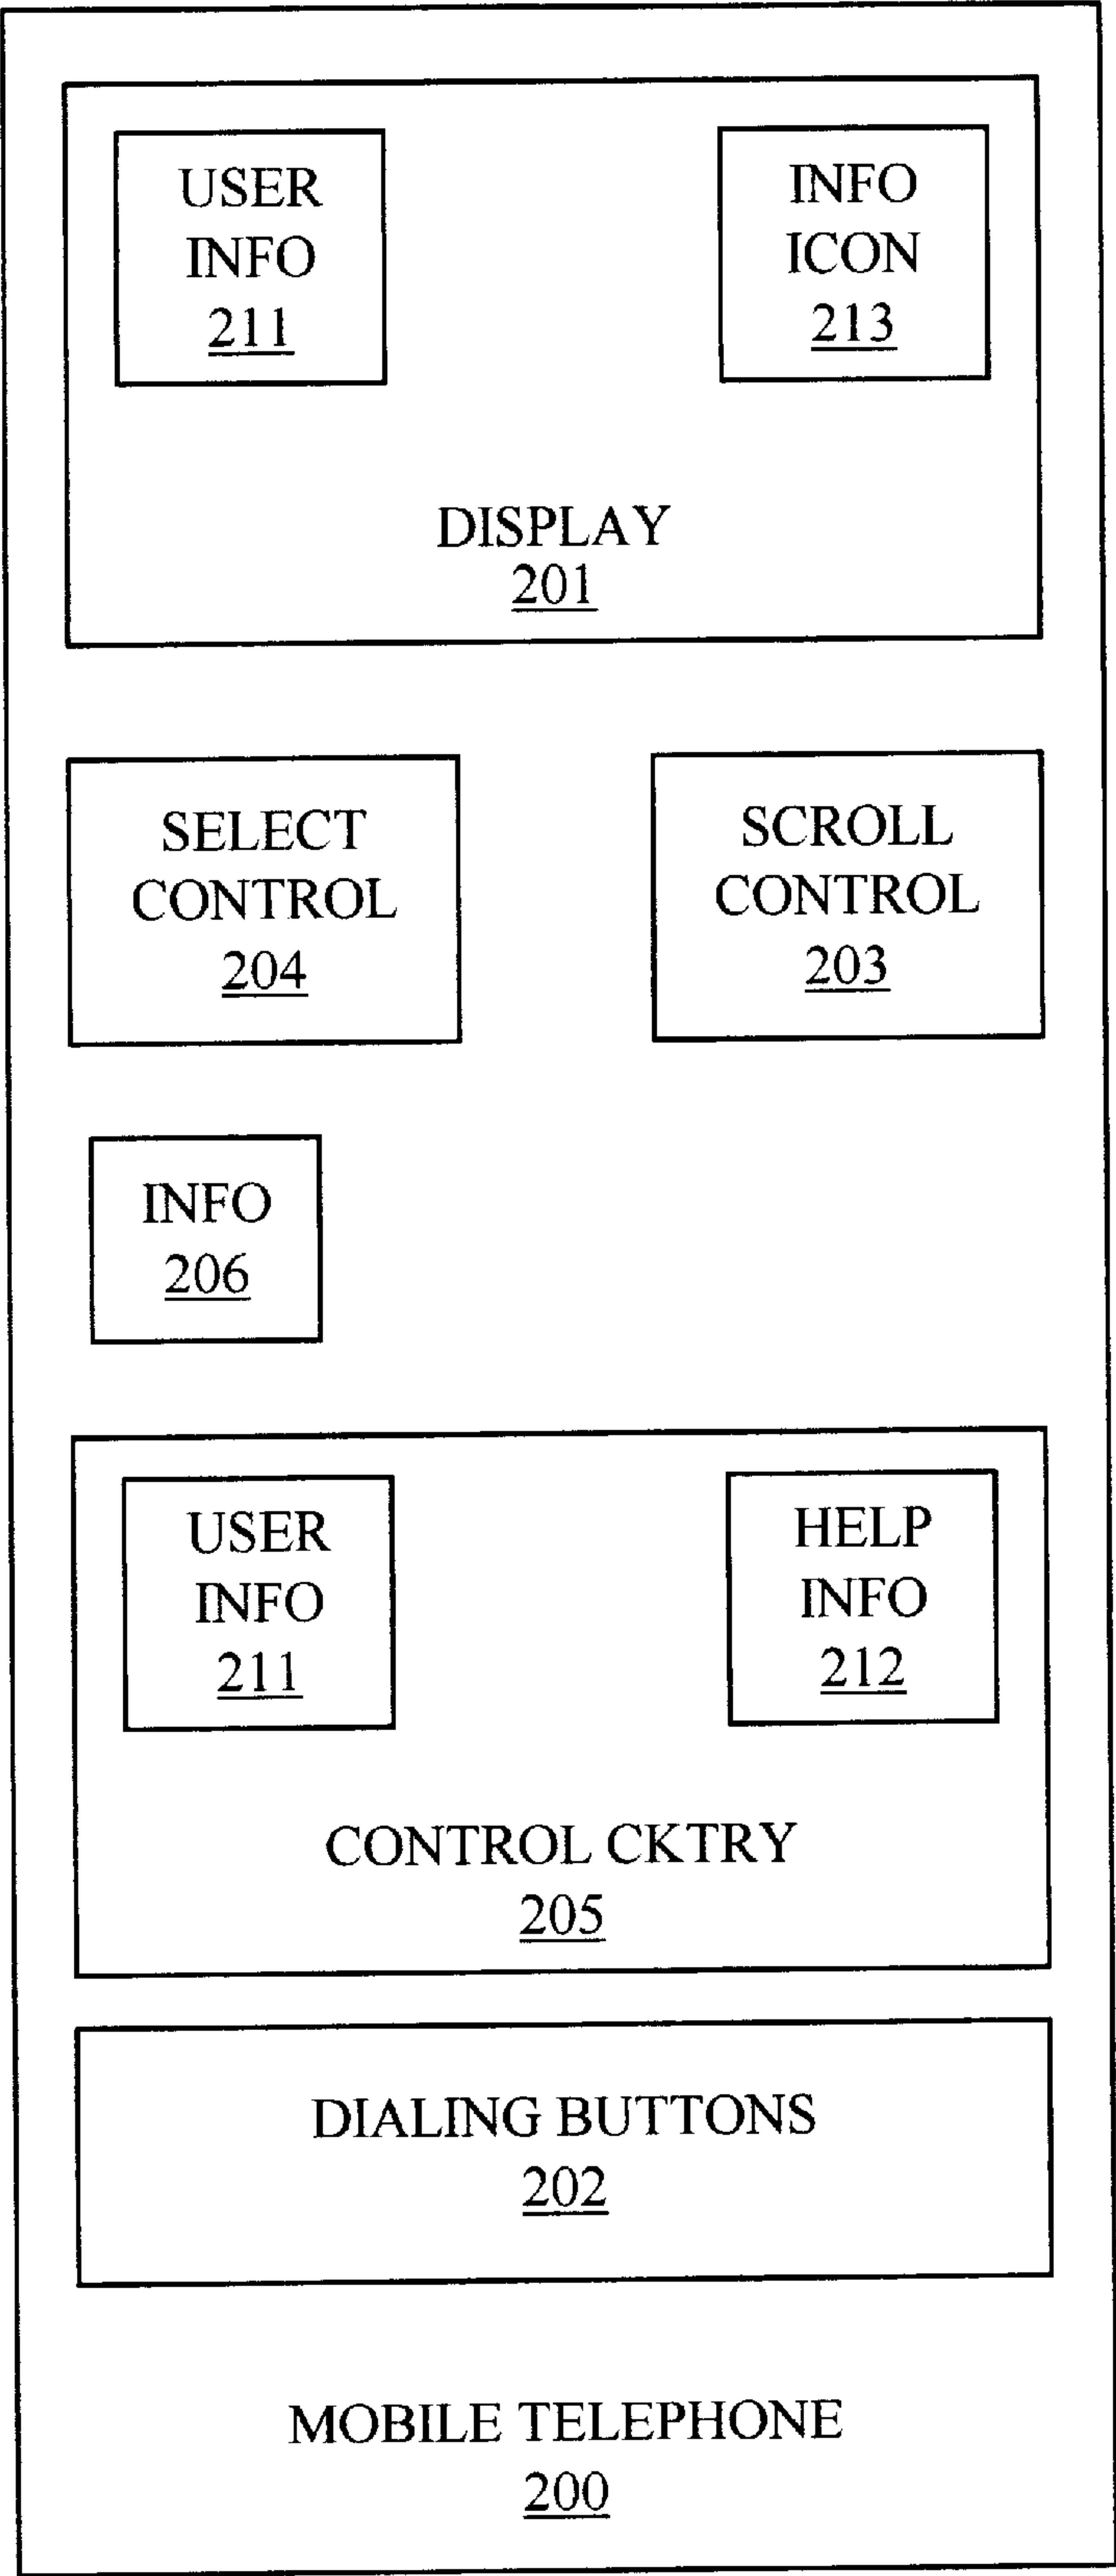 USER
INFO
211
INFO
ICON
213
DISPLAY
201
SELECT
CONTROL
204
SCROLL
CONTROL
203
INFO
206
USER
INFO
211
HELP
INFO
212
CONTROL CKTRY
205
DIALING BUTTONS
202
MOBILE TELEPHONE
200